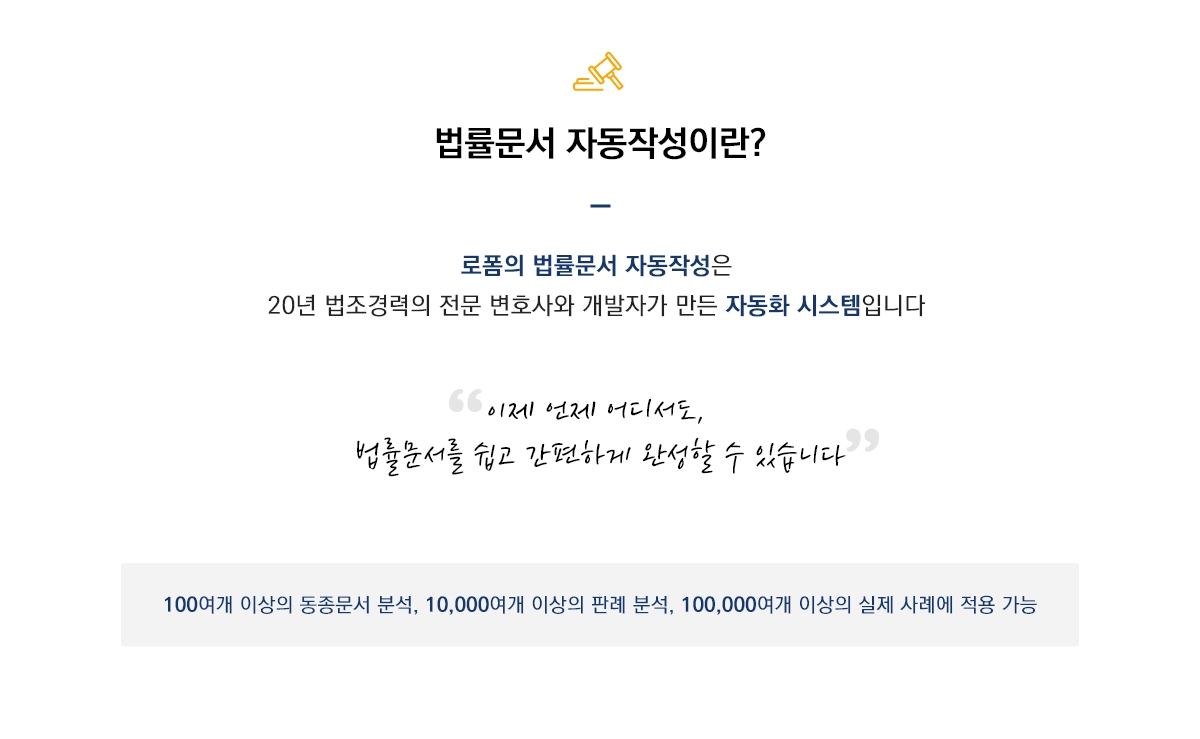 법률문서 자동작성이란?
로폼의 법률문서 자동작성은
20년 법조경력의 전문 변호사와 개발자가 만든 자동화 시스템입니다
“이제 언제 어디서도,
법률문서를 쉽고 간편하게 완성할 수 있습니다”
100여개 이상의 동종문서 분석, 10,000여개 이상의 판례 분석, 100,000여개 이상의 실제 사례에 적용 가능